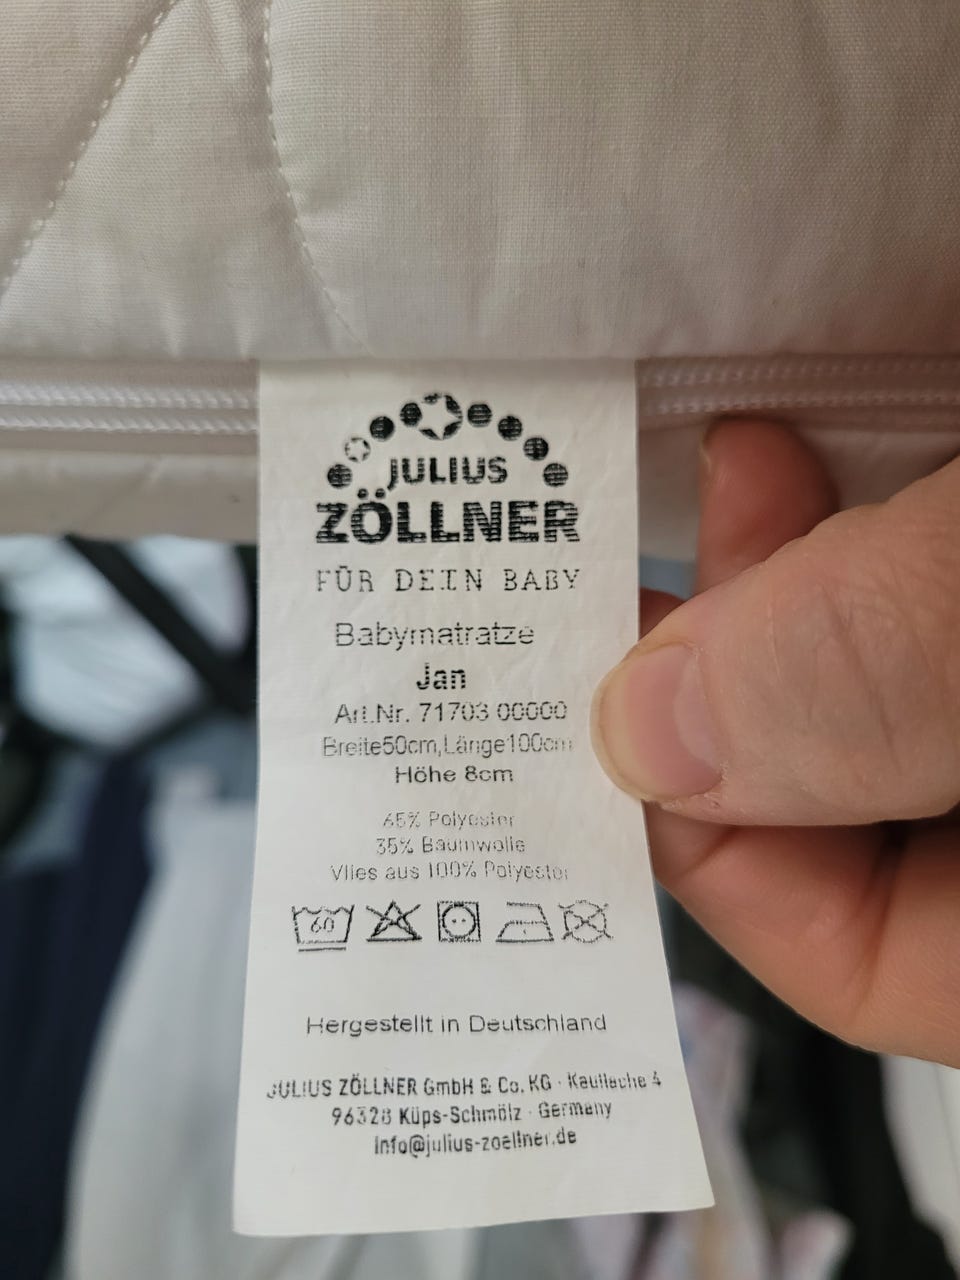 JULIUS
ZÖLLNER
FÜR DEIN BABY
Babymatratze
Jan
Art.Nr. 71703 00000
Breite50cm,Länge100cm
Höhe 8cm
65% Polyester
35% Baumwolle
Vlies aus 100% Polyester
60
Hergestellt in Deutschland
JULIUS ZÖLLNER GmbH & Co. KG · 4
96328 Küps-Schmölz · Germany
info@julius-zoellner.de